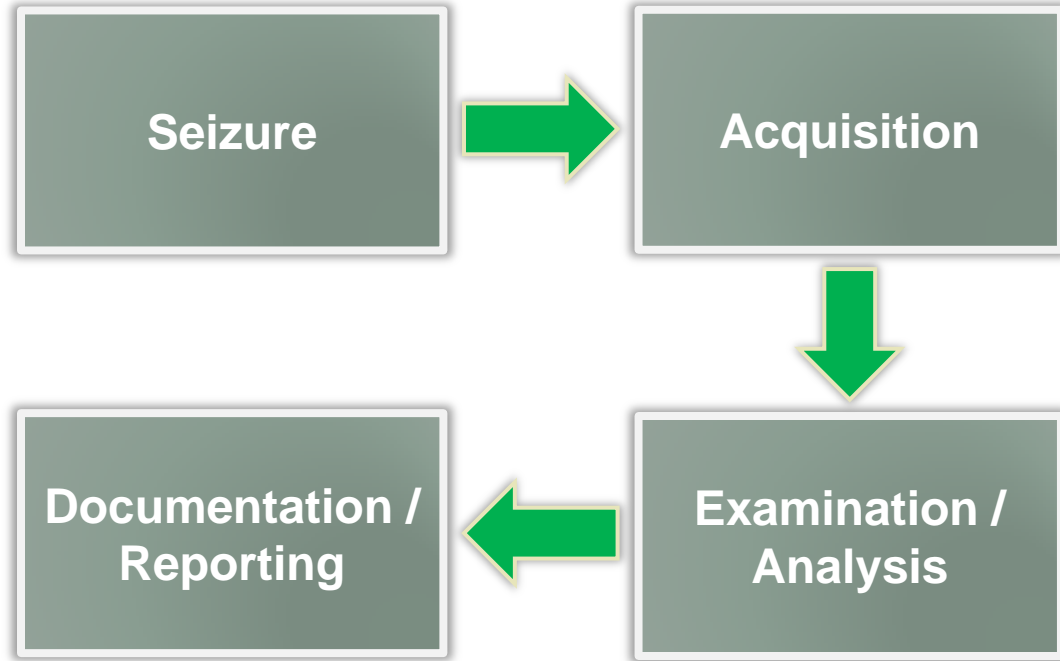 Seizure
Acquisition
Examination /
Analysis
Documentation /
Reporting